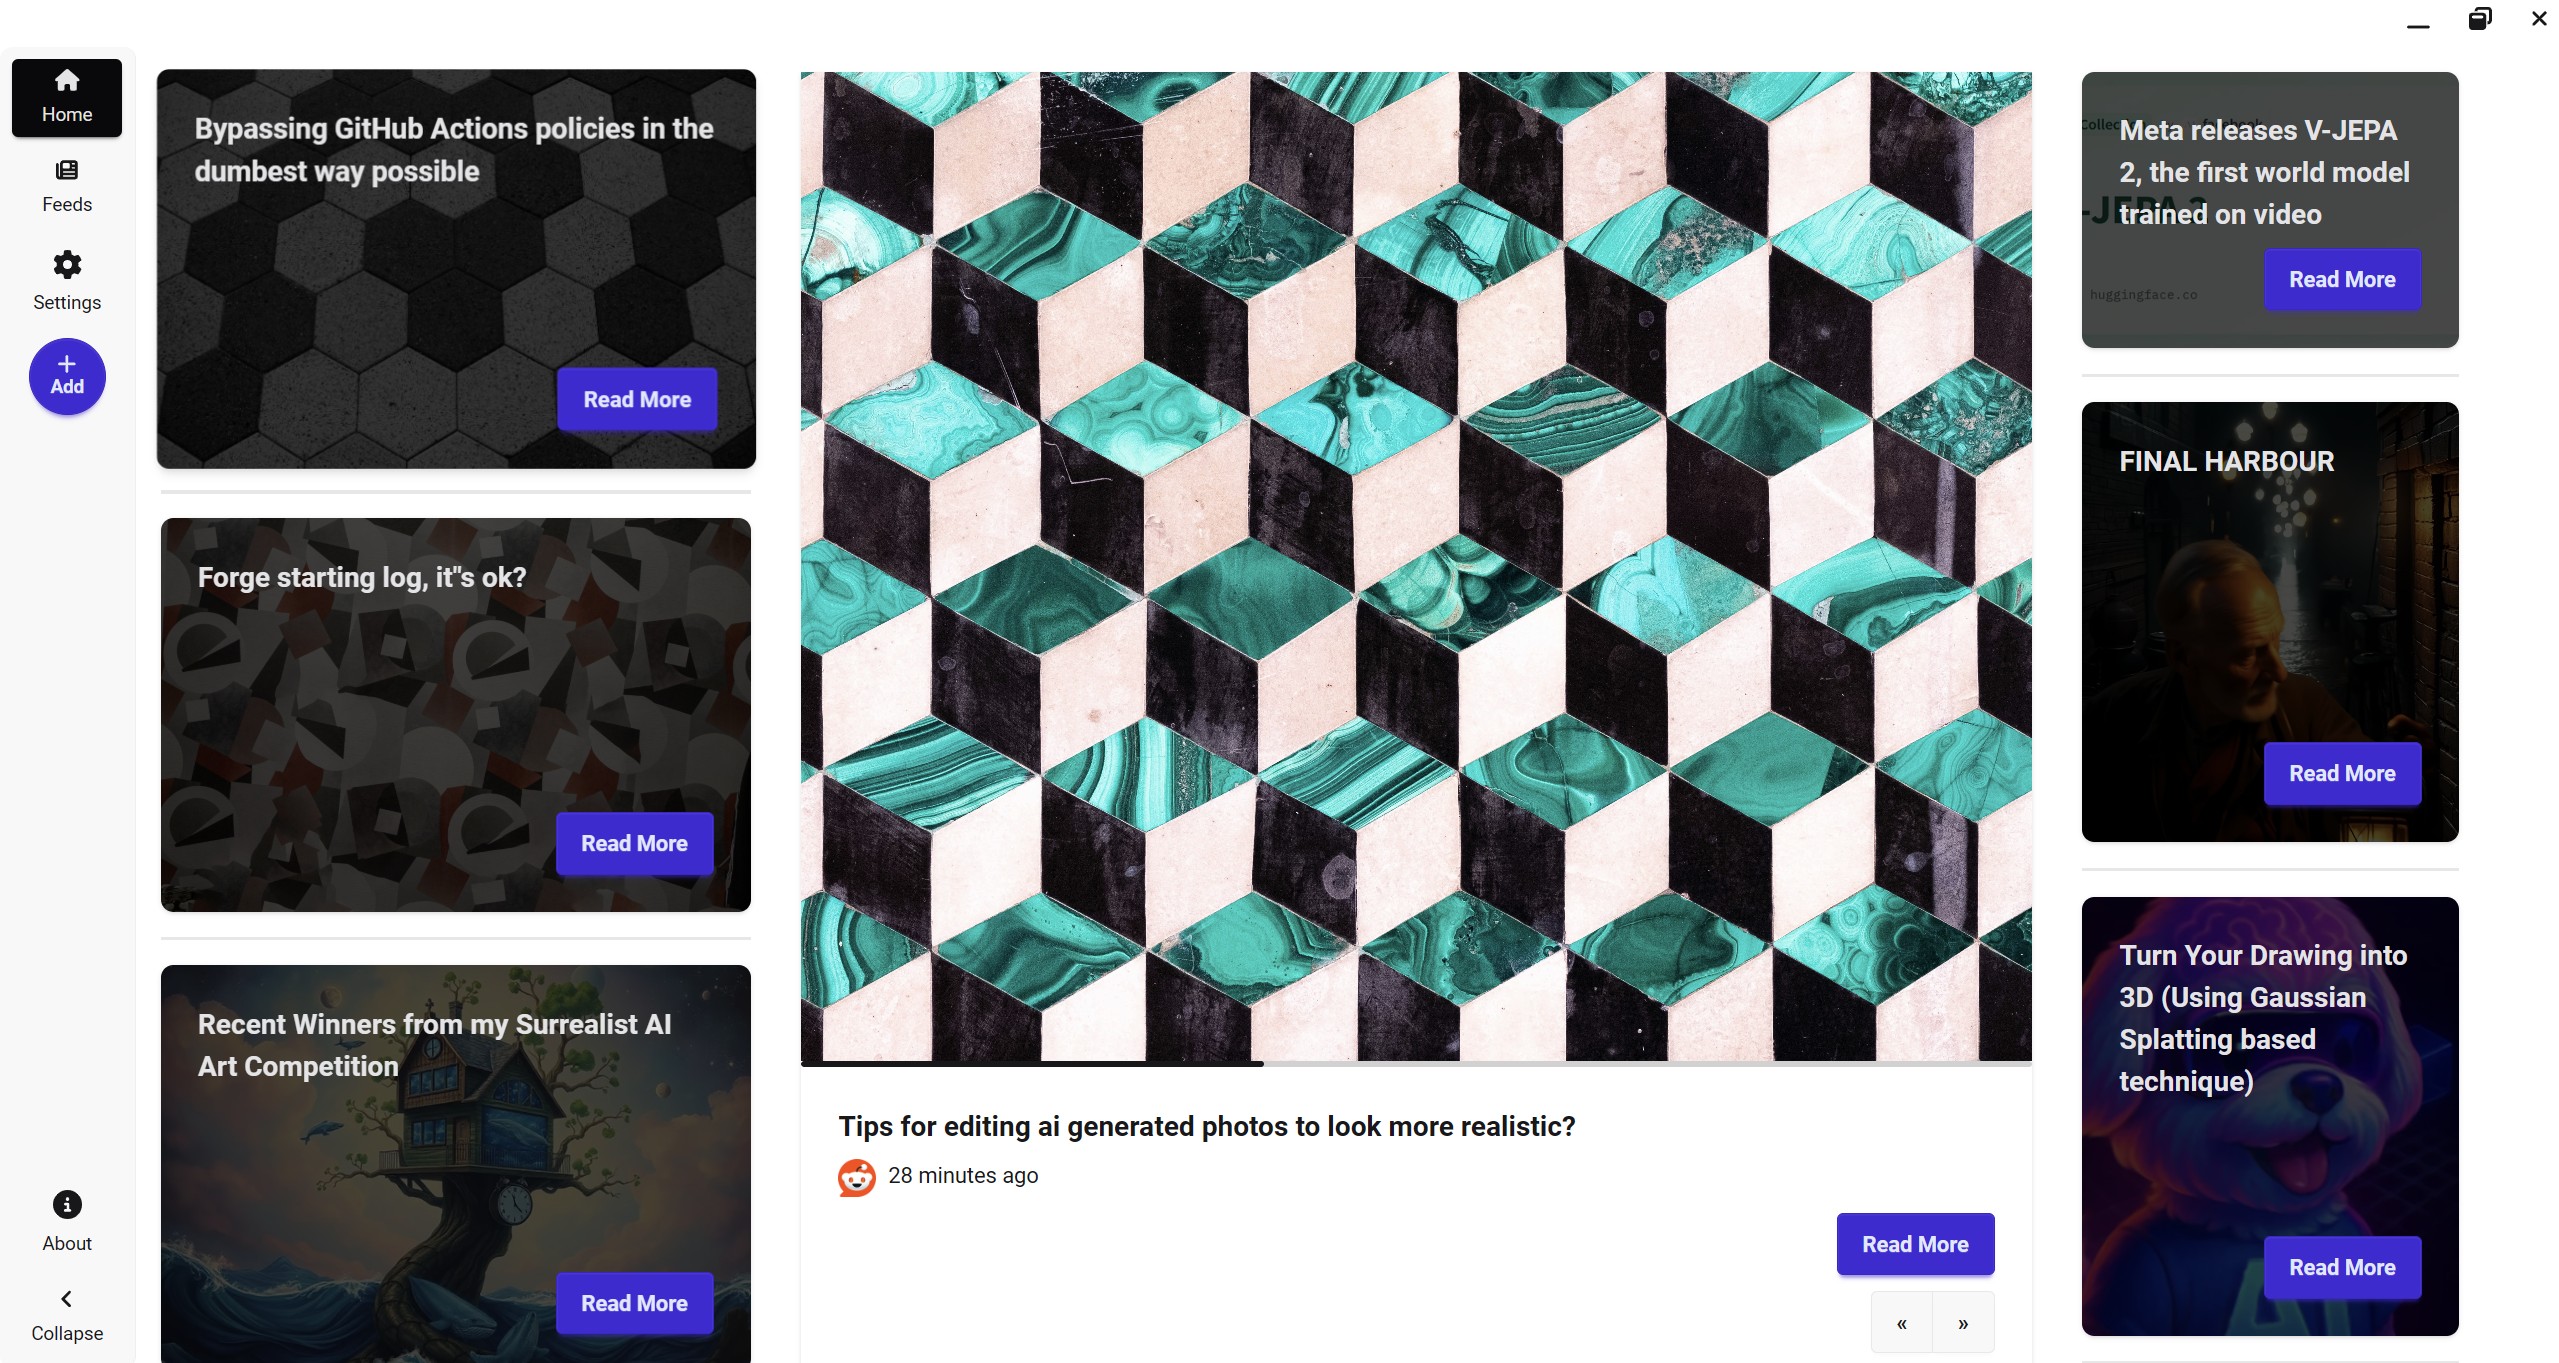 Home
Feeds
Settings
Add
About
Collapse
Bypassing GitHub Actions policies in the
dumbest way possible
Read More
Forge starting log, it"s ok?
Read More
Recent Winners from my Surrealist AI
Art Competition
Read More
Tips for editing ai generated photos to look more realistic?
28 minutes ago
Read More
«
»
Meta releases V-JEPA
2, the first world model
trained on video
huggingface.co
Read More
FINAL HARBOUR
Read More
Turn Your Drawing into
3D (Using Gaussian
Splatting based
technique)
Read More